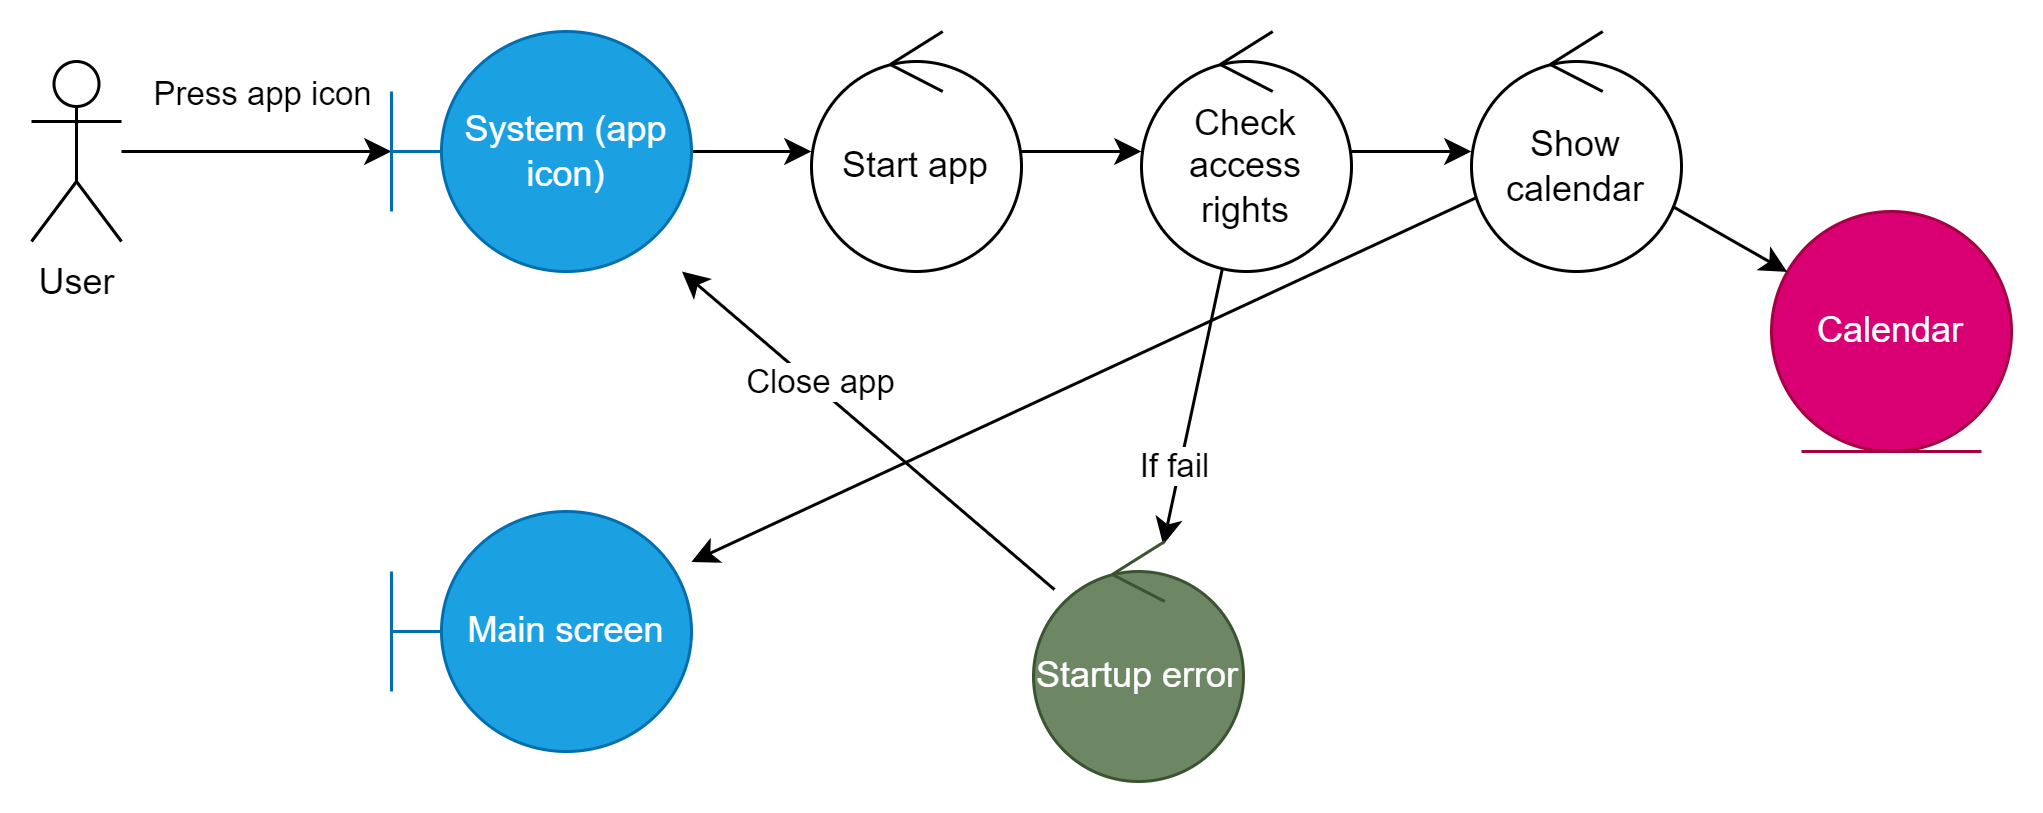 Press app icon
System (app
icon)
Start app
Check
access
rights
Show
calendar
User
Calendar
Close app
If fail
Main screen
Startup error